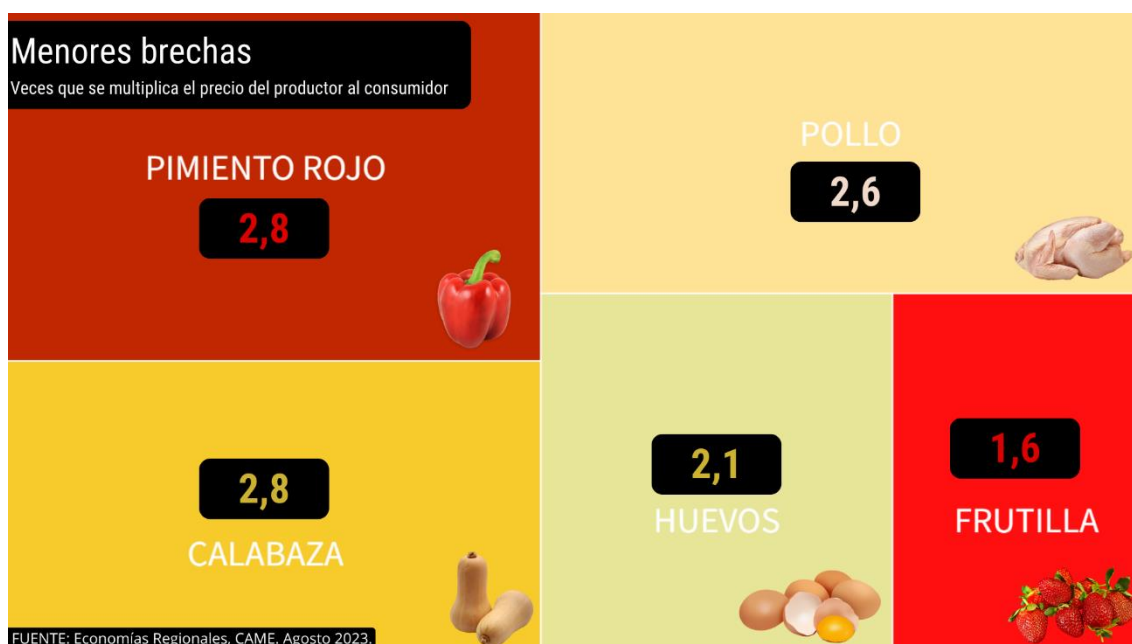 Menores brechas
Veces que se multiplica el precio del productor al consumidor
PIMIENTO ROJO
2,8
POLLO
2,6
2,8
CALABAZA
2,1
HUEVOS
1,6
FRUTILLA
FUENTE: Economías Regionales. CAME. Agosto 2023.